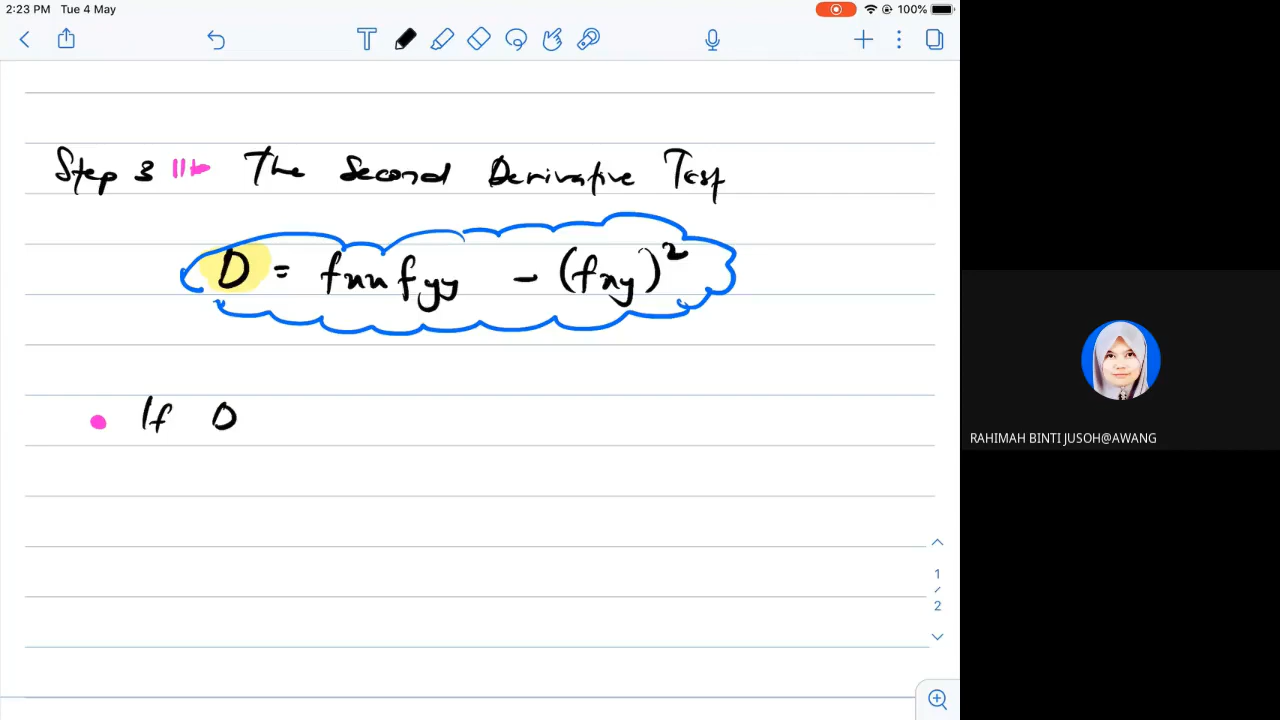 2:23 PM Tue 4 May 100%
Step 3 The Second Derivative Test
D = fxx fyy - (fxy)²
• If D
RAHIMAH BINTI JUSOH@AWANG
1
/
2